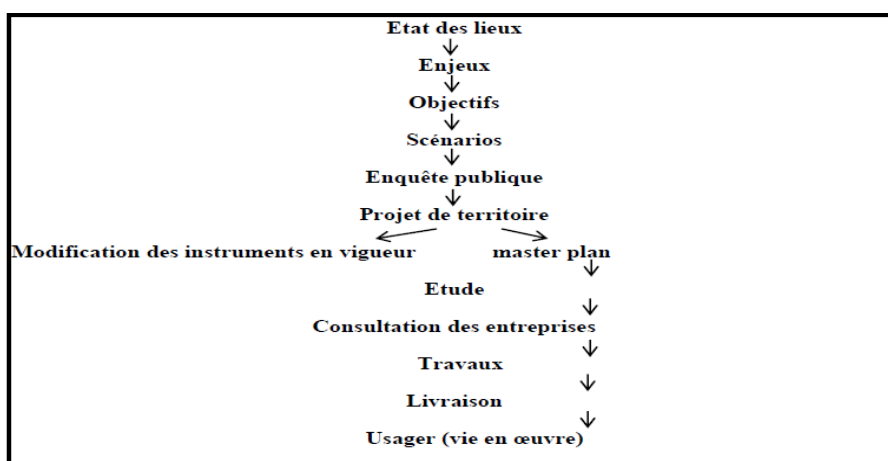 Etat des lieux
Enjeux
Objectifs
Scénarios
Enquête publique
Projet de territoire
Modification des instruments en vigueur master plan
Etude
Consultation des entreprises
Travaux
Livraison
Usager (vie en œuvre)